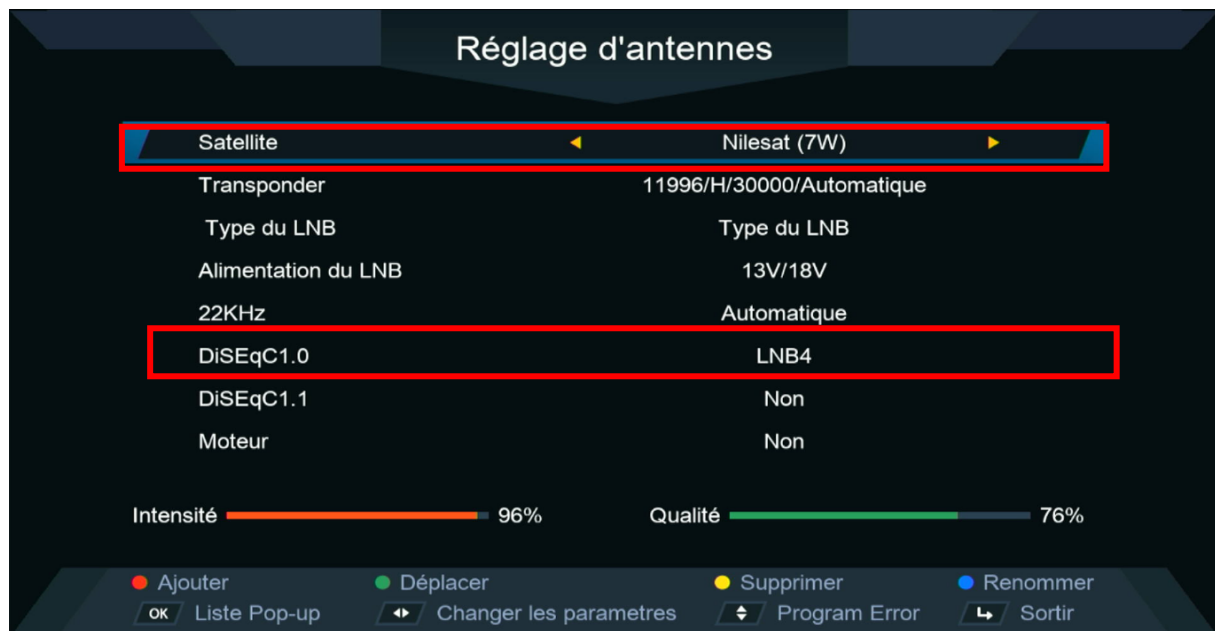 Réglage d'antennes
Satellite Nilesat (7W)
Transponder 11996/H/30000/Automatique
Type du LNB Type du LNB
Alimentation du LNB 13V/18V
22KHz Automatique
DiSEqC1.0 LNB4
DiSEqC1.1 Non
Moteur Non
Intensité 96% Qualité 76%
Ajouter Déplacer Supprimer Renommer
OK Liste Pop-up Changer les parametres Program Error Sortir